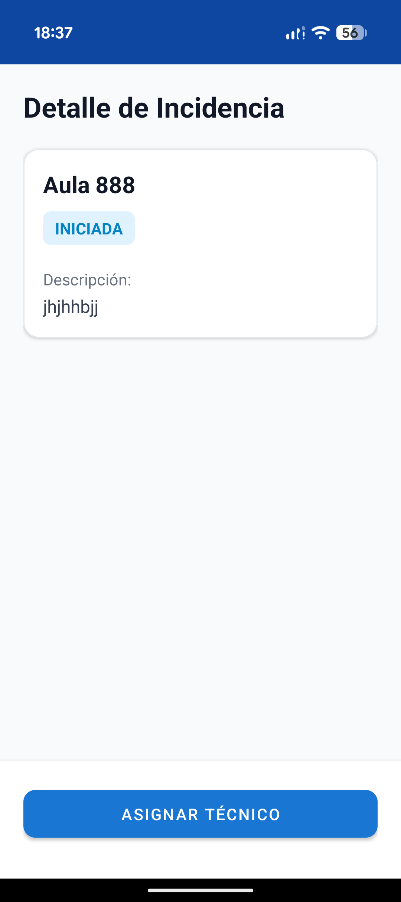 18:37
56
Detalle de Incidencia
Aula 888
INICIADA
Descripción:
jhjhhbjj
ASIGNAR TÉCNICO